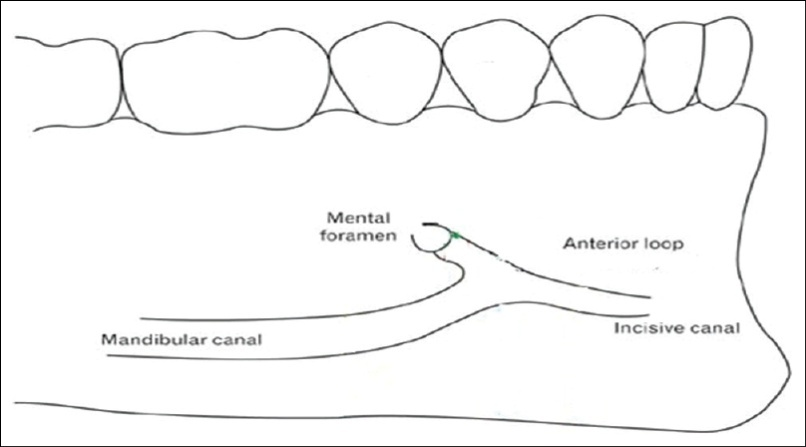 Mental
foramen
Anterior loop
Incisive canal
Mandibular canal